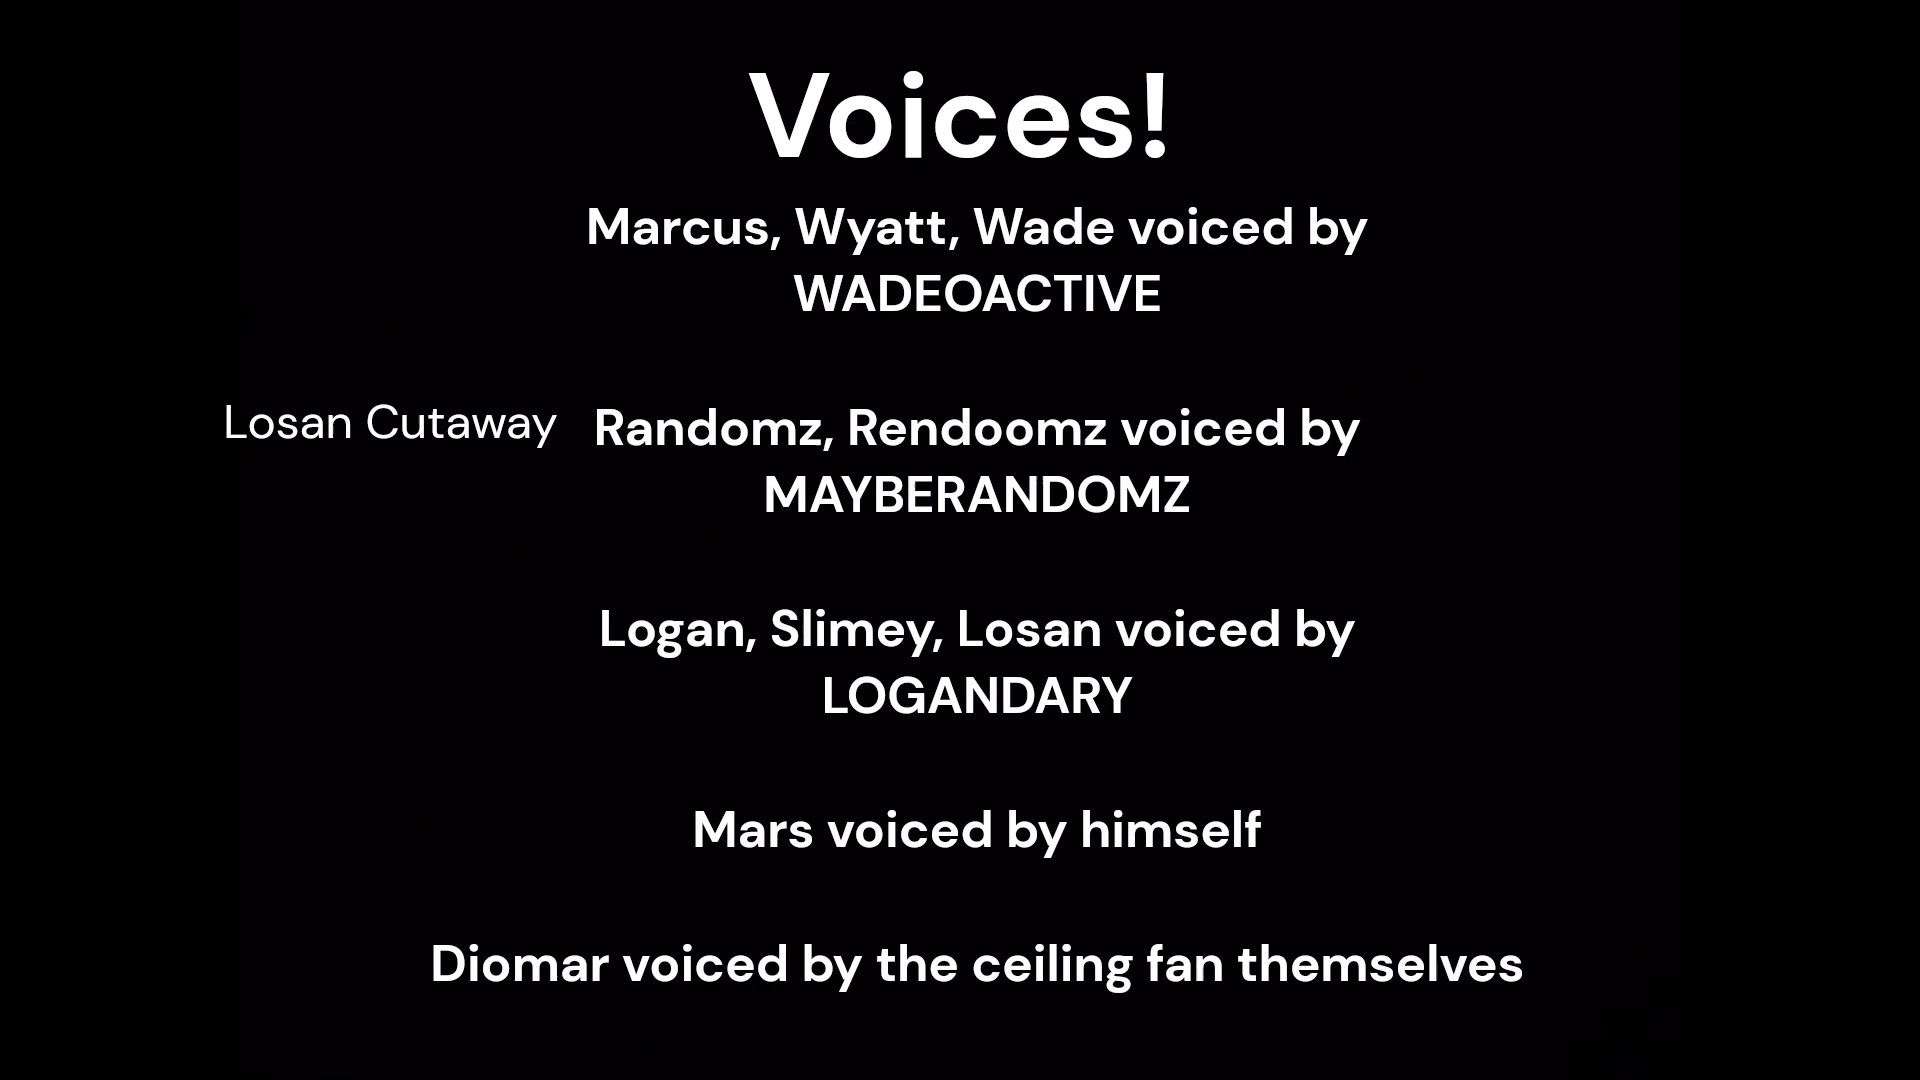 Voices!
Marcus, Wyatt, Wade voiced by
WADEOACTIVE
Losan Cutaway
Randomz, Rendoomz voiced by
MAYBERANDOMZ
Logan, Slimey, Losan voiced by
LOGANDARY
Mars voiced by himself
Diomar voiced by the ceiling fan themselves